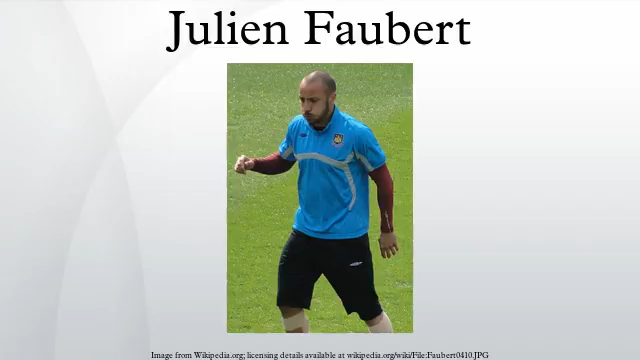 Julien Faubert
Image from Wikipedia.org; licensing details available at wikipedia.org/wiki/File:Faubert0410.JPG